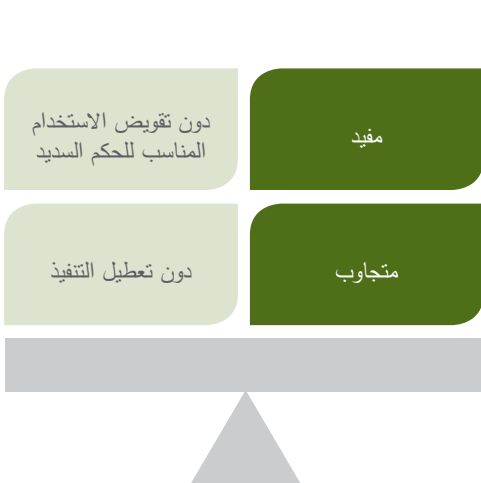 مفيد
دون تقويض الاستخدام
المناسب للحكم السديد
متجاوب
دون تعطيل التنفيذ